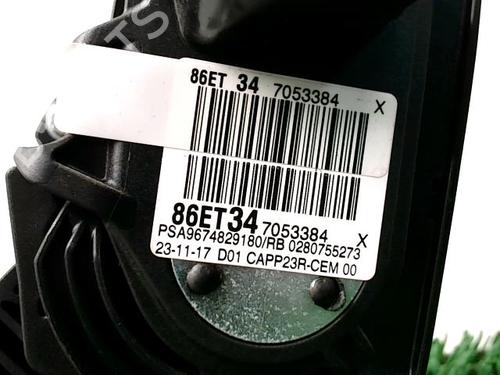 86ET 34 7053384 X
86ET34 7053384 X
PSA9674829180/RB 0280755273
23-11-17 D01 CAPP23R-CEM 00